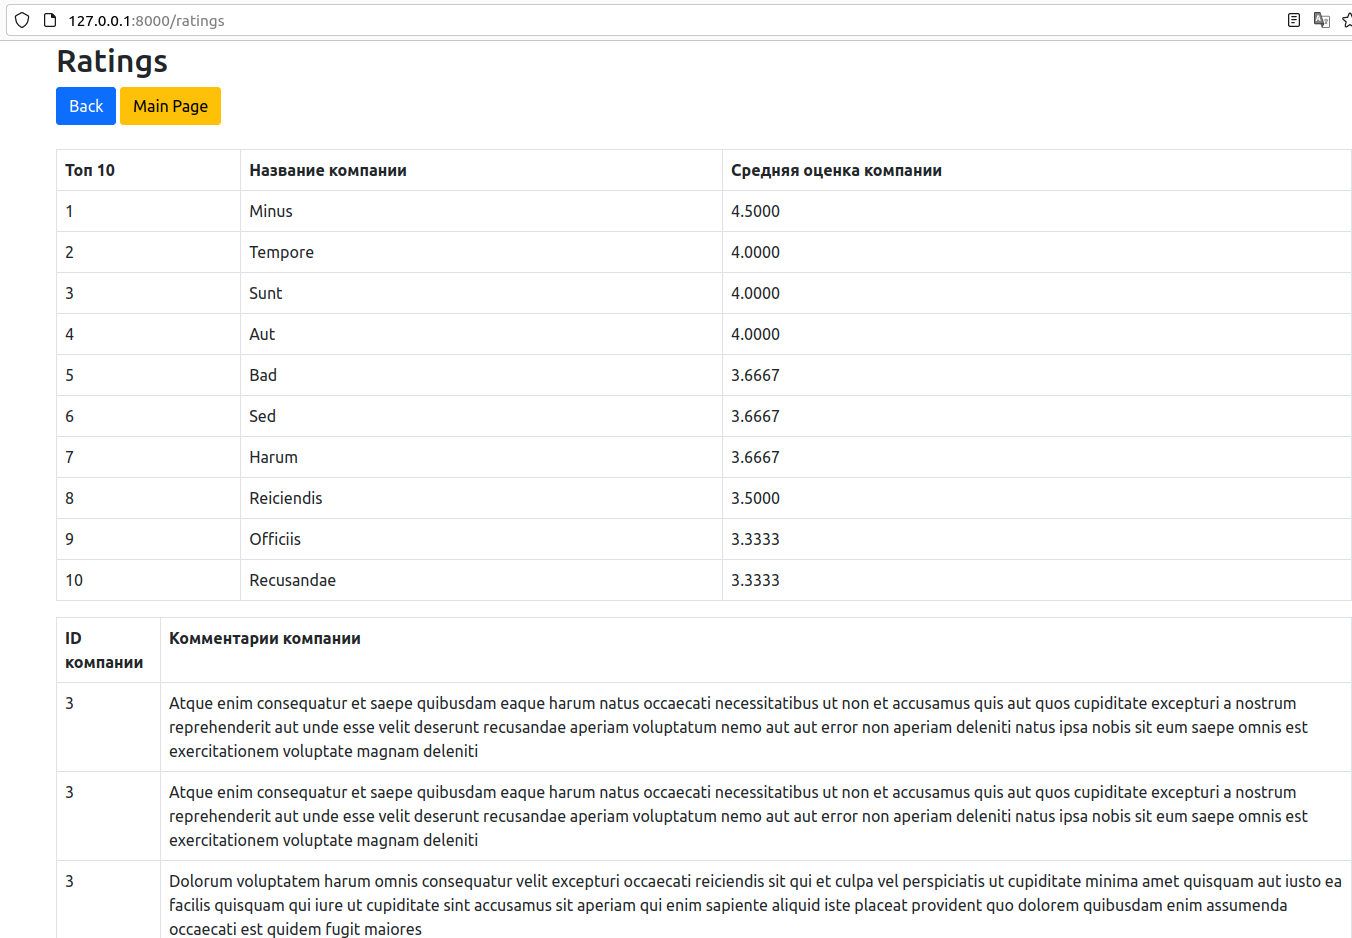 127.0.0.1:8000/ratings
Ratings
Back Main Page
Топ 10 Название компании Средняя оценка компании
1 Minus 4.5000
2 Tempore 4.0000
3 Sunt 4.0000
4 Aut 4.0000
5 Bad 3.6667
6 Sed 3.6667
7 Harum 3.6667
8 Reiciendis 3.5000
9 Officiis 3.3333
10 Recusandae 3.3333
ID Комментарии компании
компании
3 Atque enim consequatur et saepe quibusdam eaque harum natus occaecati necessitatibus ut non et accusamus quis aut quos cupiditate excepturi a nostrum
reprehenderit aut unde esse velit deserunt recusandae aperiam voluptatum nemo aut aut error non aperiam deleniti natus ipsa nobis sit eum saepe omnis est
exercitationem voluptate magnam deleniti
3 Atque enim consequatur et saepe quibusdam eaque harum natus occaecati necessitatibus ut non et accusamus quis aut quos cupiditate excepturi a nostrum
reprehenderit aut unde esse velit deserunt recusandae aperiam voluptatum nemo aut aut error non aperiam deleniti natus ipsa nobis sit eum saepe omnis est
exercitationem voluptate magnam deleniti
3 Dolorum voluptatem harum omnis consequatur velit excepturi occaecati reiciendis sit qui et culpa vel perspiciatis ut cupiditate minima amet quisquam aut iusto ea
facilis quisquam qui iure ut cupiditate sint accusamus sit aperiam qui enim sapiente aliquid iste placeat provident quo dolorem quibusdam enim assumenda
occaecati est quidem fugit maiores